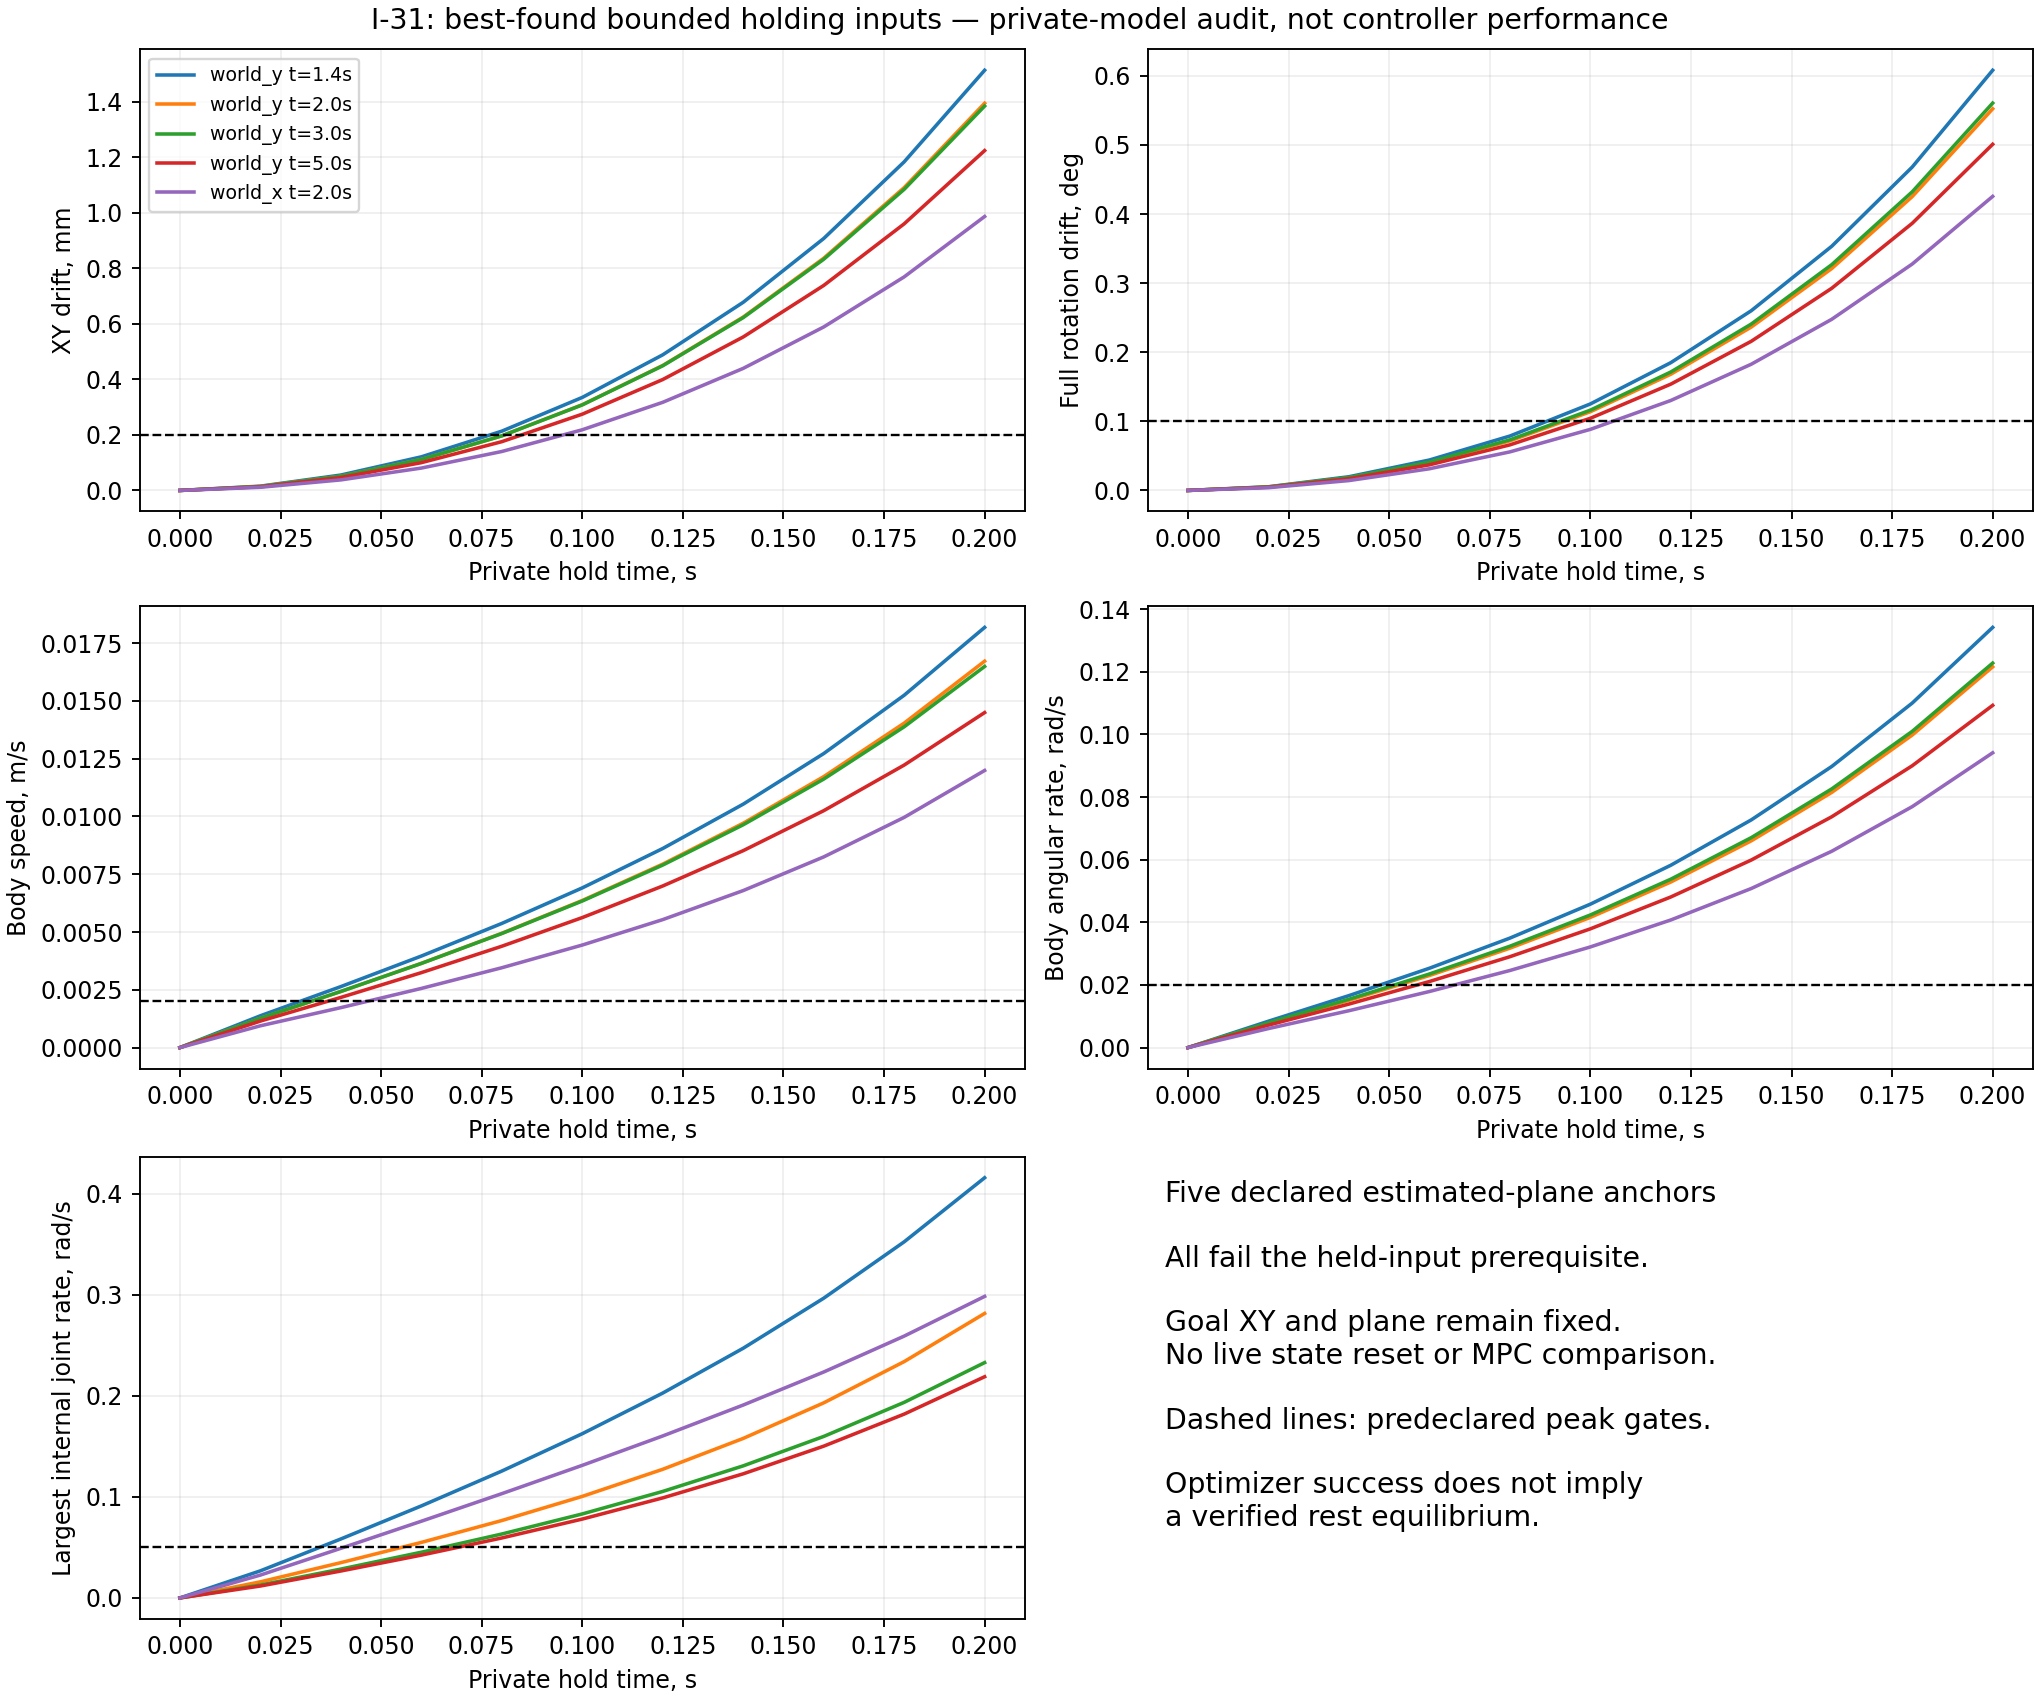 I-31: best-found bounded holding inputs — private-model audit, not controller performance
world_y t=1.4s
world_y t=2.0s
world_y t=3.0s
world_y t=5.0s
world_x t=2.0s
XY drift, mm
1.4
1.2
1.0
0.8
0.6
0.4
0.2
0.0
0.000 0.025 0.050 0.075 0.100 0.125 0.150 0.175 0.200
Private hold time, s
Full rotation drift, deg
0.6
0.5
0.4
0.3
0.2
0.1
0.0
0.000 0.025 0.050 0.075 0.100 0.125 0.150 0.175 0.200
Private hold time, s
Body speed, m/s
0.0175
0.0150
0.0125
0.0100
0.0075
0.0050
0.0025
0.0000
0.000 0.025 0.050 0.075 0.100 0.125 0.150 0.175 0.200
Private hold time, s
Body angular rate, rad/s
0.14
0.12
0.10
0.08
0.06
0.04
0.02
0.00
0.000 0.025 0.050 0.075 0.100 0.125 0.150 0.175 0.200
Private hold time, s
Largest internal joint rate, rad/s
0.4
0.3
0.2
0.1
0.0
0.000 0.025 0.050 0.075 0.100 0.125 0.150 0.175 0.200
Private hold time, s
Five declared estimated-plane anchors
All fail the held-input prerequisite.
Goal XY and plane remain fixed.
No live state reset or MPC comparison.
Dashed lines: predeclared peak gates.
Optimizer success does not imply
a verified rest equilibrium.